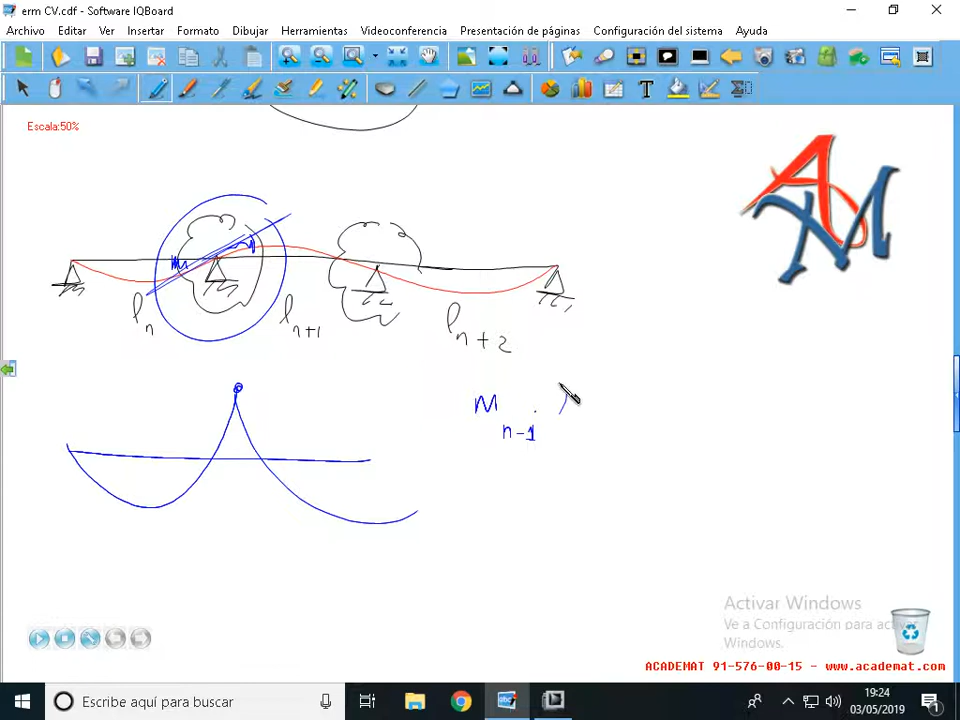 erm CV.cdf - Software IQBoard
Archivo Editar Ver Insertar Formato Dibujar Herramientas Videoconferencia Presentación de páginas Configuración del sistema Ayuda
Escala:50%
AM
l n
l n+1
l n+2
M n-1
Activar Windows
Ve a Configuración para activar
Windows.
ACADEMAT 91-576-00-15 - www.academat.com
Escribe aquí para buscar
19:24
03/05/2019